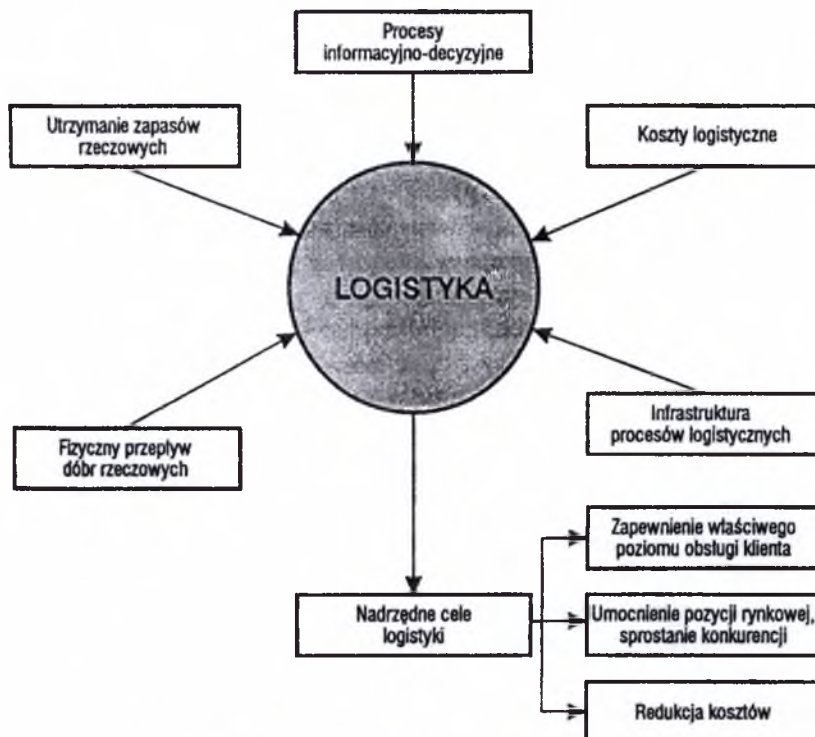 Procesy
informacyjno-decyzyjne
Utrzymanie zapasów
rzeczowych
Koszty logistyczne
LOGISTYKA
Fizyczny przepływ
dóbr rzeczowych
Infrastruktura
procesów logistycznych
Zapewnienie właściwego
poziomu obsługi klienta
Nadrzędne cele
logistyki
Umocnienie pozycji rynkowej,
sprostanie konkurencji
Redukcja kosztów